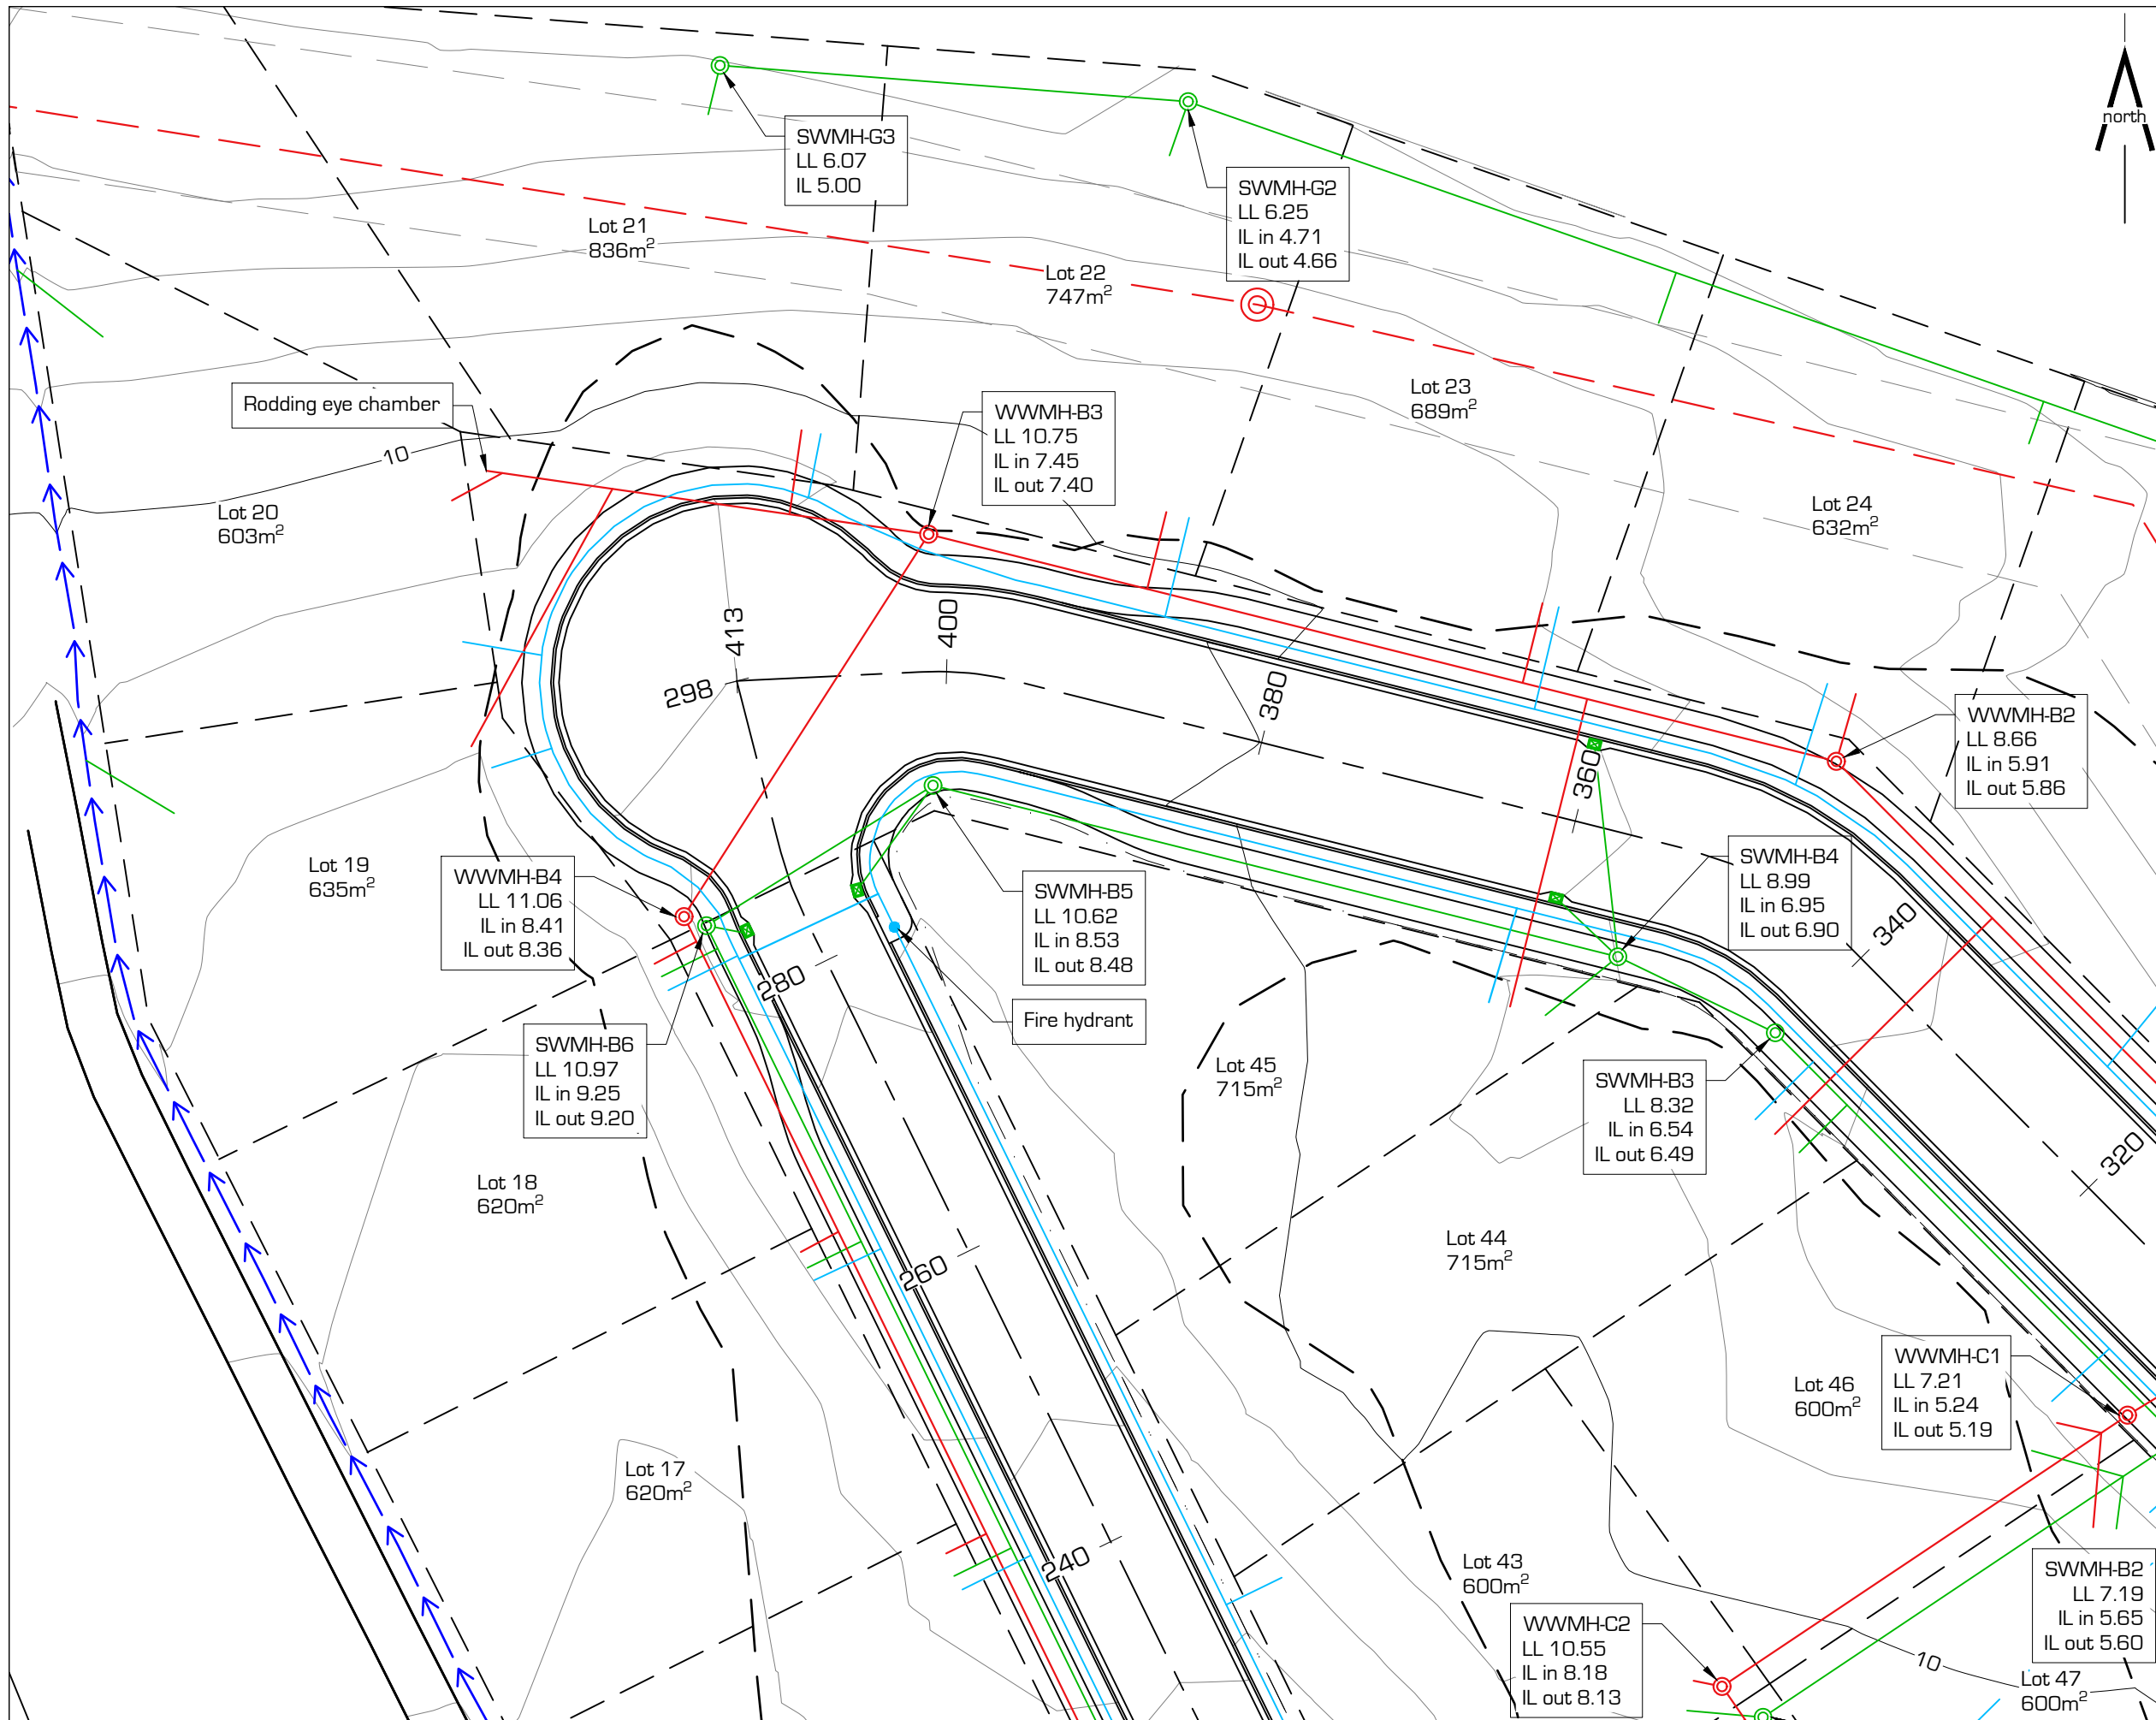 north
SWMH-G3
LL 6.07
IL 5.00
SWMH-G2
LL 6.25
IL in 4.71
IL out 4.66
Lot 21
836m²
Lot 22
747m²
Rodding eye chamber
10
WWMH-B3
LL 10.75
IL in 7.45
IL out 7.40
Lot 23
689m²
Lot 24
632m²
Lot 20
603m²
413
400
298
380
360
WWMH-B2
LL 8.66
IL in 5.91
IL out 5.86
Lot 19
635m²
WWMH-B4
LL 11.06
IL in 8.41
IL out 8.36
SWMH-B5
LL 10.62
IL in 8.53
IL out 8.48
SWMH-B4
LL 8.99
IL in 6.95
IL out 6.90
340
280
Fire hydrant
SWMH-B6
LL 10.97
IL in 9.25
IL out 9.20
Lot 45
715m²
SWMH-B3
LL 8.32
IL in 6.54
IL out 6.49
320
Lot 18
620m²
Lot 44
715m²
260
WWMH-C1
LL 7.21
IL in 5.24
IL out 5.19
Lot 46
600m²
Lot 17
620m²
240
Lot 43
600m²
SWMH-B2
LL 7.19
IL in 5.65
IL out 5.60
WWMH-C2
LL 10.55
IL in 8.18
IL out 8.13
10
Lot 47
600m²